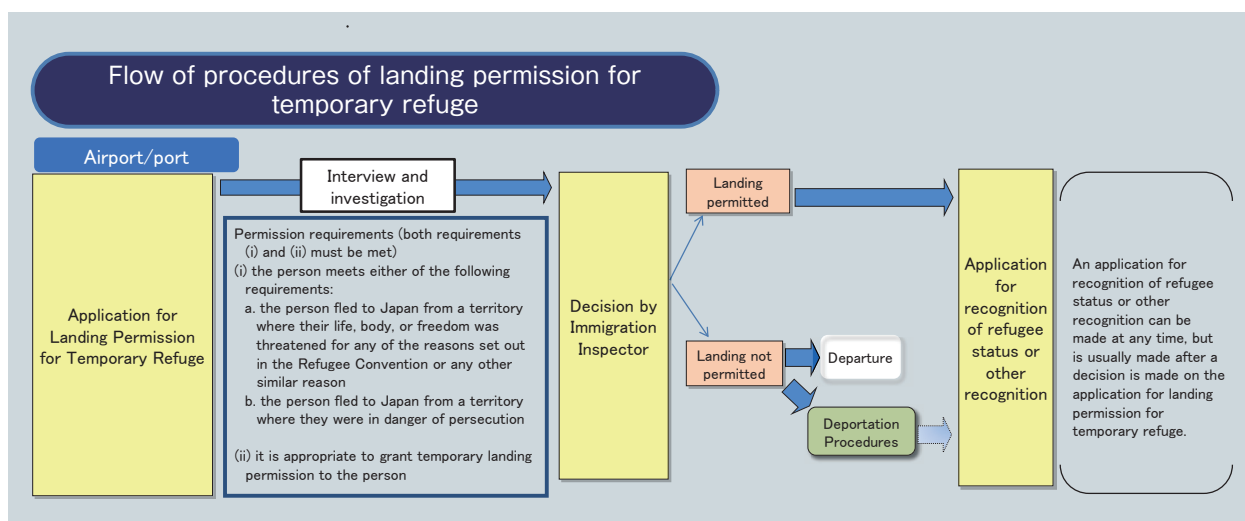 Flow of procedures of landing permission for
temporary refuge
Airport/port
Application for
Landing Permission
for Temporary Refuge
Interview and
investigation
Permission requirements (both requirements
(i) and (ii) must be met)
(i) the person meets either of the following
requirements:
a. the person fled to Japan from a territory
where their life, body, or freedom was
threatened for any of the reasons set out
in the Refugee Convention or any other
similar reason
b. the person fled to Japan from a territory
where they were in danger of persecution
(ii) it is appropriate to grant temporary landing
permission to the person
Decision by
Immigration
Inspector
Landing
permitted
Landing not
permitted
Departure
Deportation
Procedures
Application
for
recognition
of refugee
status or
other
recognition
An application for
recognition of refugee
status or other
recognition can be
made at any time, but
is usually made after a
decision is made on the
application for landing
permission for
temporary refuge.